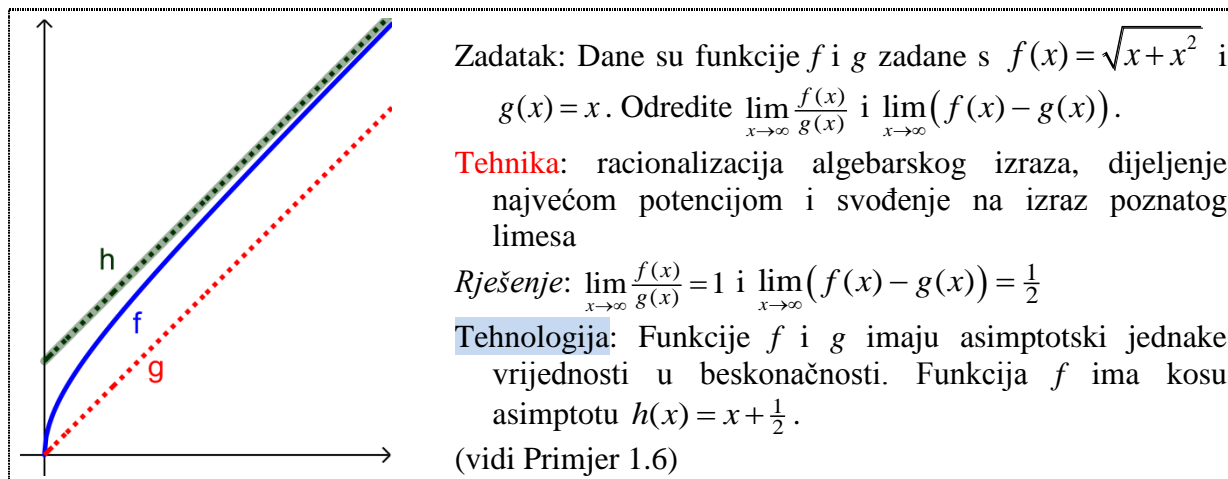 h
f
g
Zadatak: Dane su funkcije f i g zadane s f(x) = √(x + x²) i
g(x) = x. Odredite lim_{x→∞} f(x)/g(x) i lim_{x→∞} (f(x) − g(x)).
Tehnika: racionalizacija algebarskog izraza, dijeljenje
najvećom potencijom i svođenje na izraz poznatog
limesa
Rješenje: lim_{x→∞} f(x)/g(x) = 1 i lim_{x→∞} (f(x) − g(x)) = 1/2
Tehnologija: Funkcije f i g imaju asimptotski jednake
vrijednosti u beskonačnosti. Funkcija f ima kosu
asimptotu h(x) = x + 1/2.
(vidi Primjer 1.6)